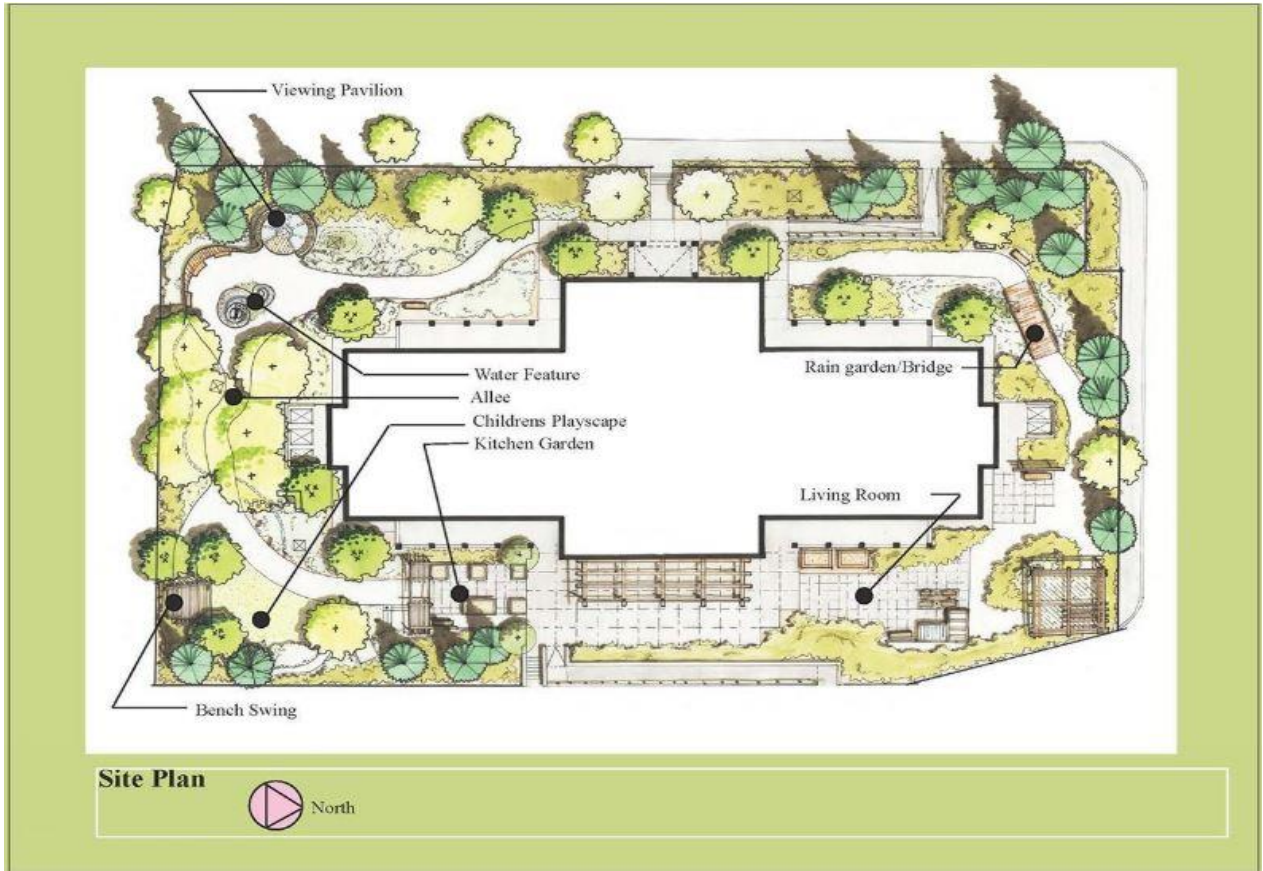 Viewing Pavilion
Water Feature
Allee
Childrens Playscape
Kitchen Garden
Rain garden/Bridge
Living Room
Bench Swing
Site Plan
North